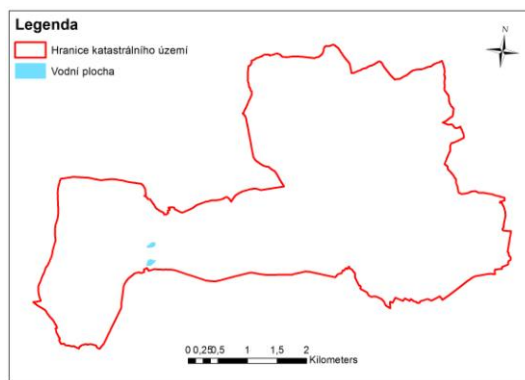 Legenda
Hranice katastrálního území
Vodní plocha
N
0 0,25 0,5 1 1,5 2
Kilometers